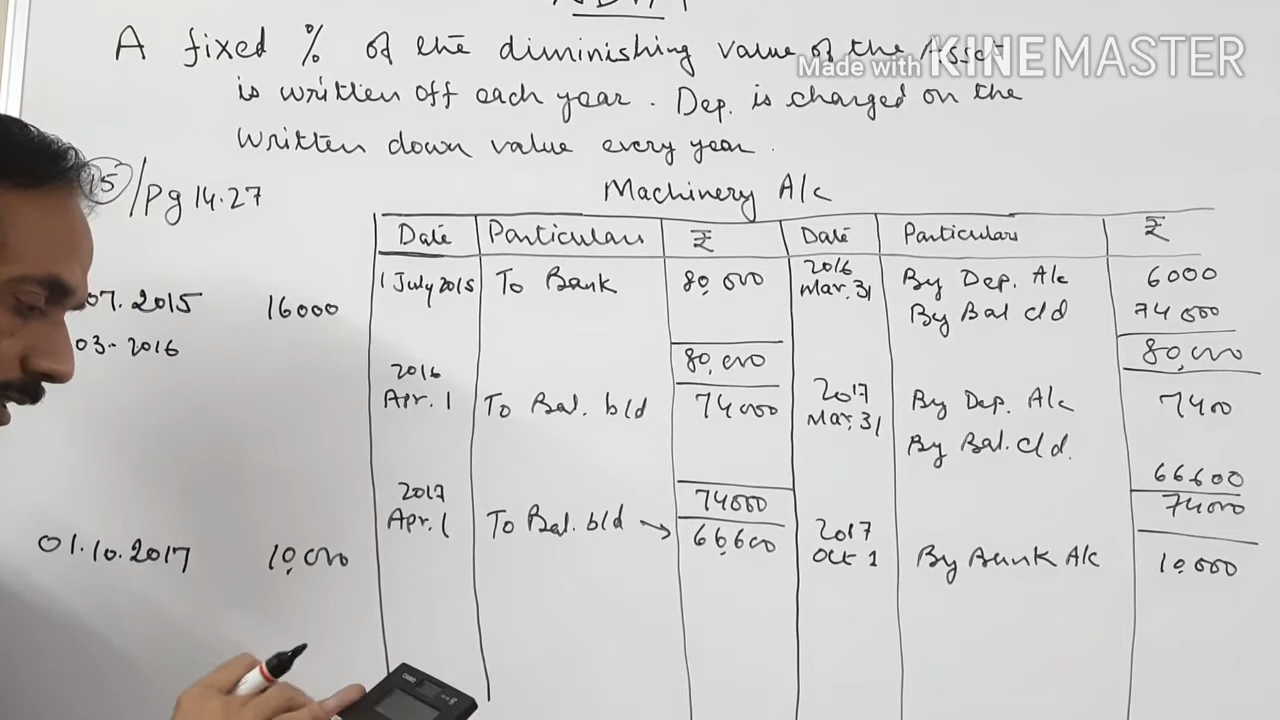 A fixed % of the diminishing value of the Asset
Made with KINEMASTER
is written off each year. Dep. is charged on the
written down value every year.
15/Pg 14.27
Machinery A/c
Date Particulars ₹ Date Particulars ₹
1 July 2015 To Bank 80,000 2016 Mar, 31 By Dep. A/c 6000
07.2015 16000 By Bal c/d 74000
03-2016
80,000 80,000
2016 Apr. 1 To Bal. b/d 74000 2017 Mar, 31 By Dep. A/c 7400
By Bal. c/d. 66600
74000 74000
2017 Apr. 1 To Bal. b/d → 66,600
01.10.2017 10,000 2017 Oct 1 By Bank A/c 10,000
CASIO